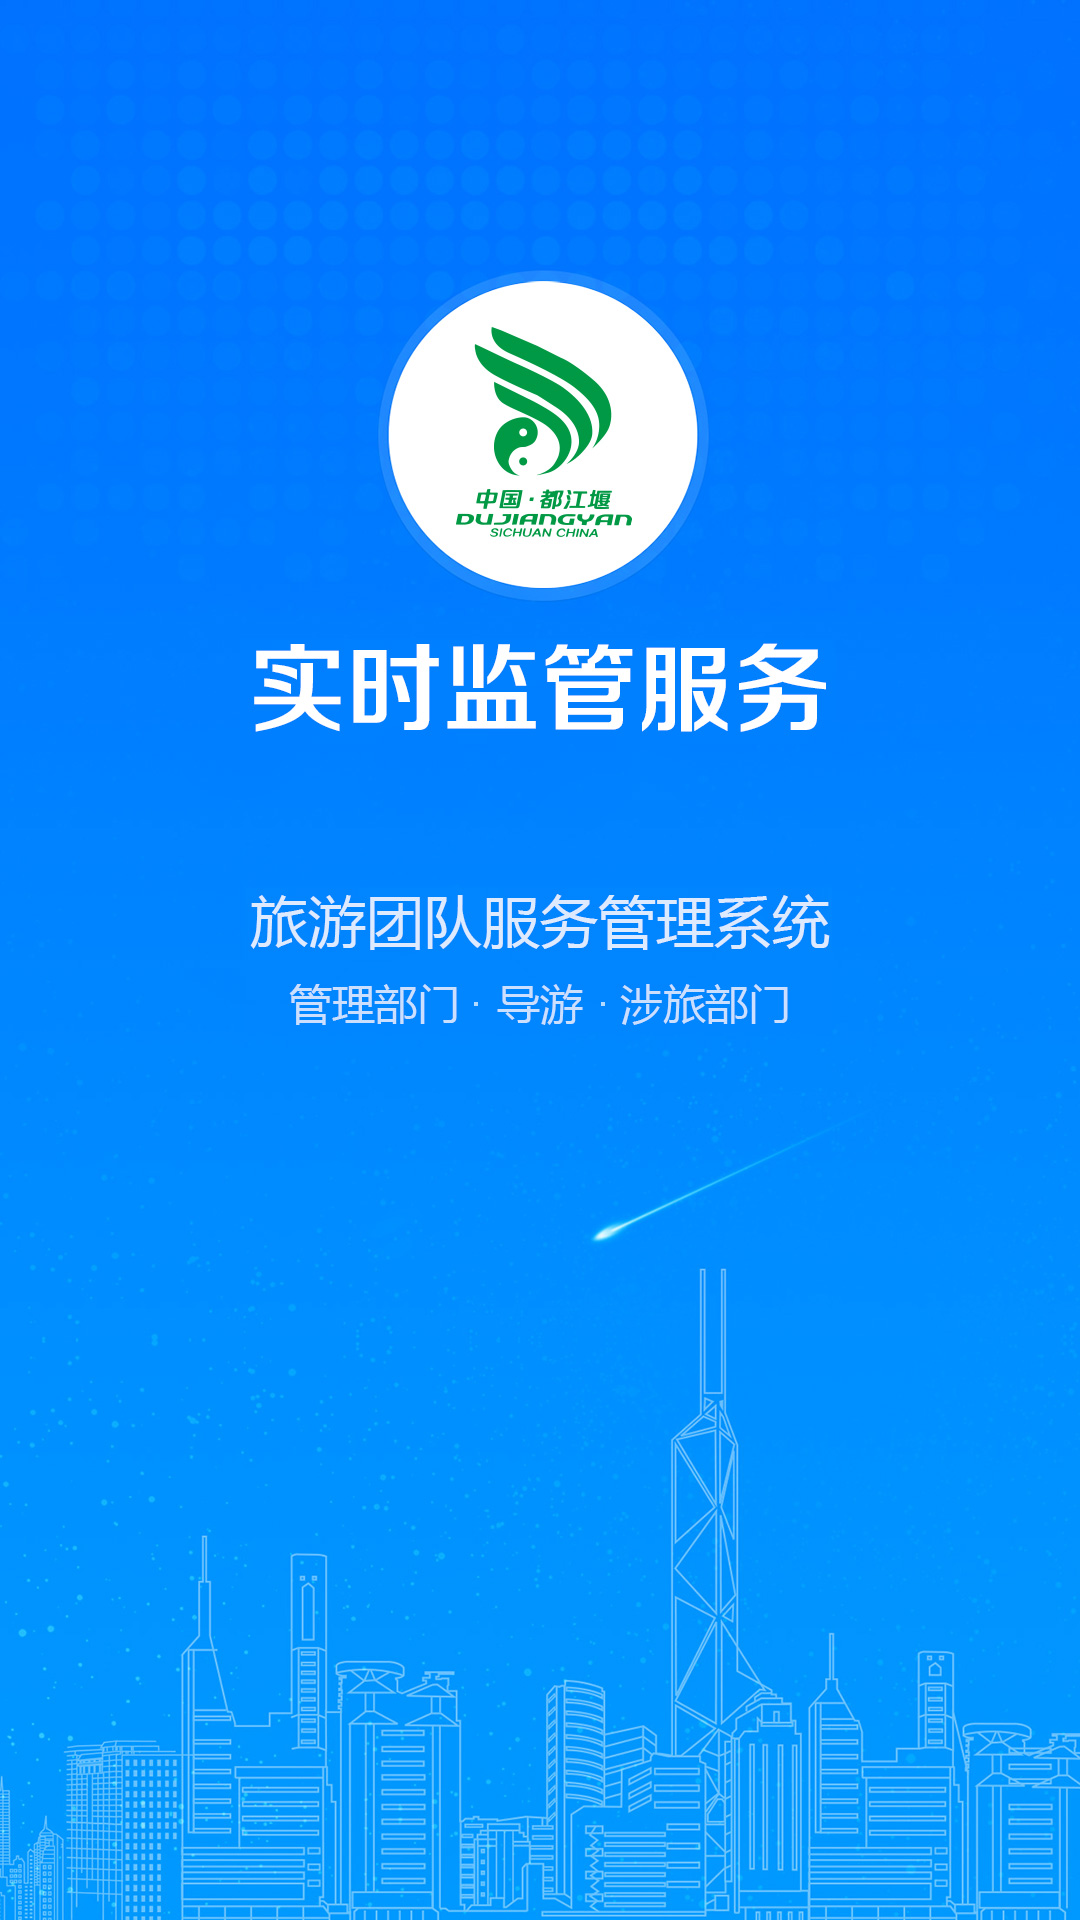 中国·都江堰
DUJIANGYAN
SICHUAN CHINA
实时监管服务
旅游团队服务管理系统
管理部门·导游·涉旅部门